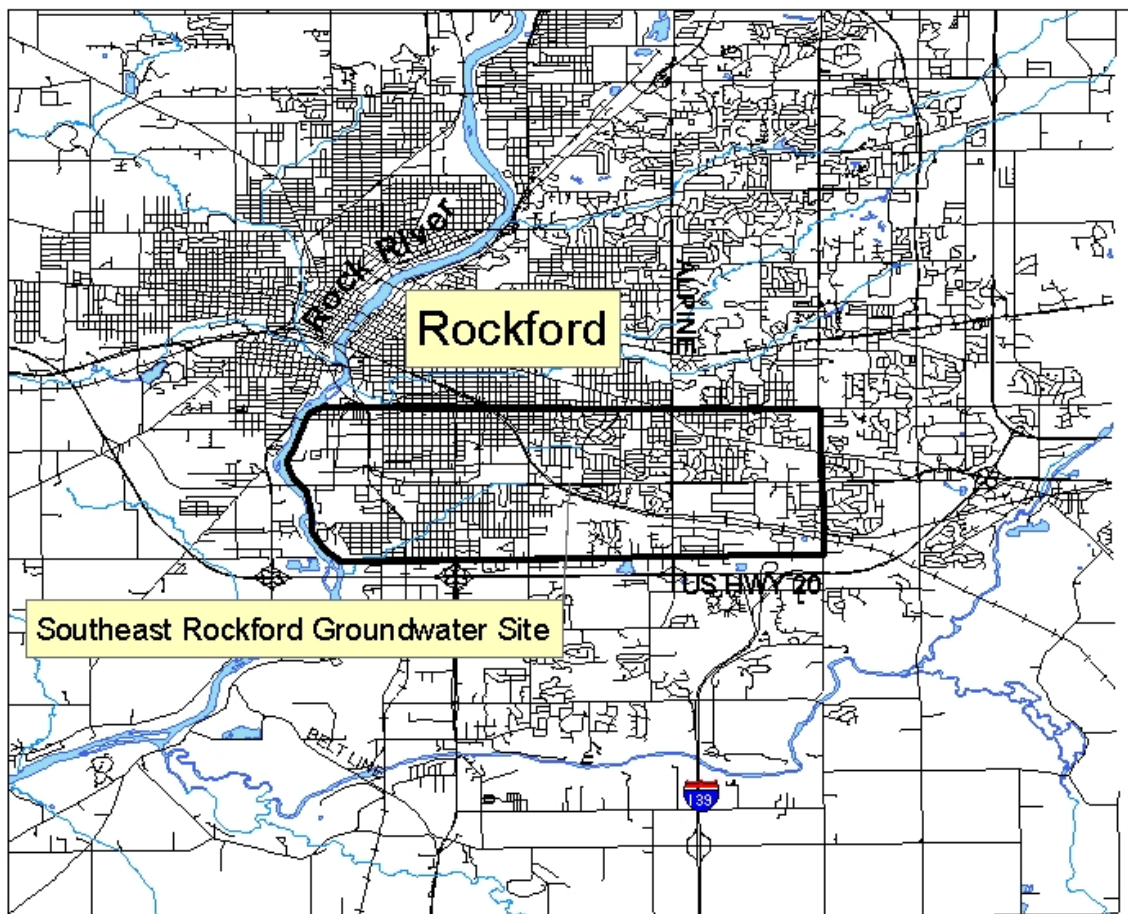 Rock River
ALPINE
Rockford
US HWY 20
Southeast Rockford Groundwater Site
BELT LINE
I 39